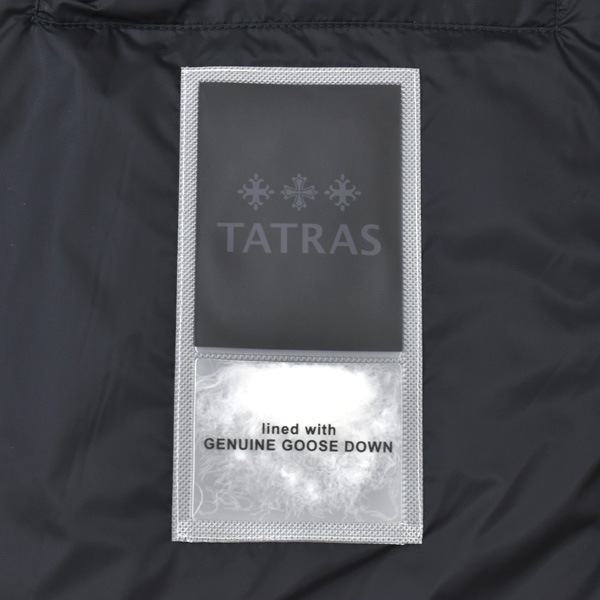 TATRAS
lined with
GENUINE GOOSE DOWN